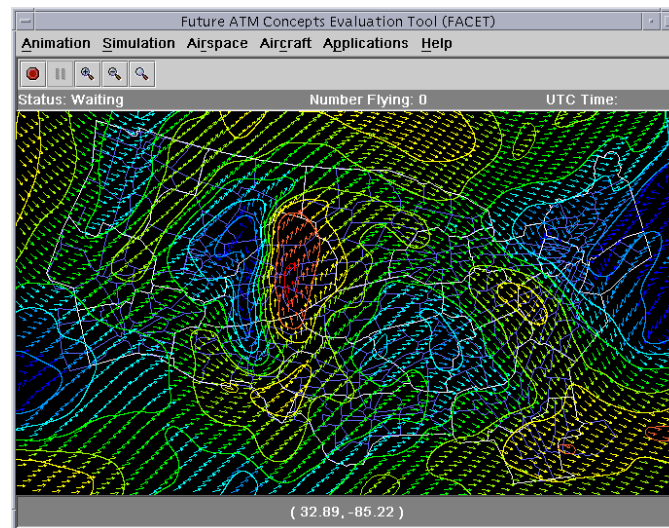 Future ATM Concepts Evaluation Tool (FACET)
Animation Simulation Airspace Aircraft Applications Help
Status: Waiting Number Flying: 0 UTC Time:
( 32.89, -85.22 )